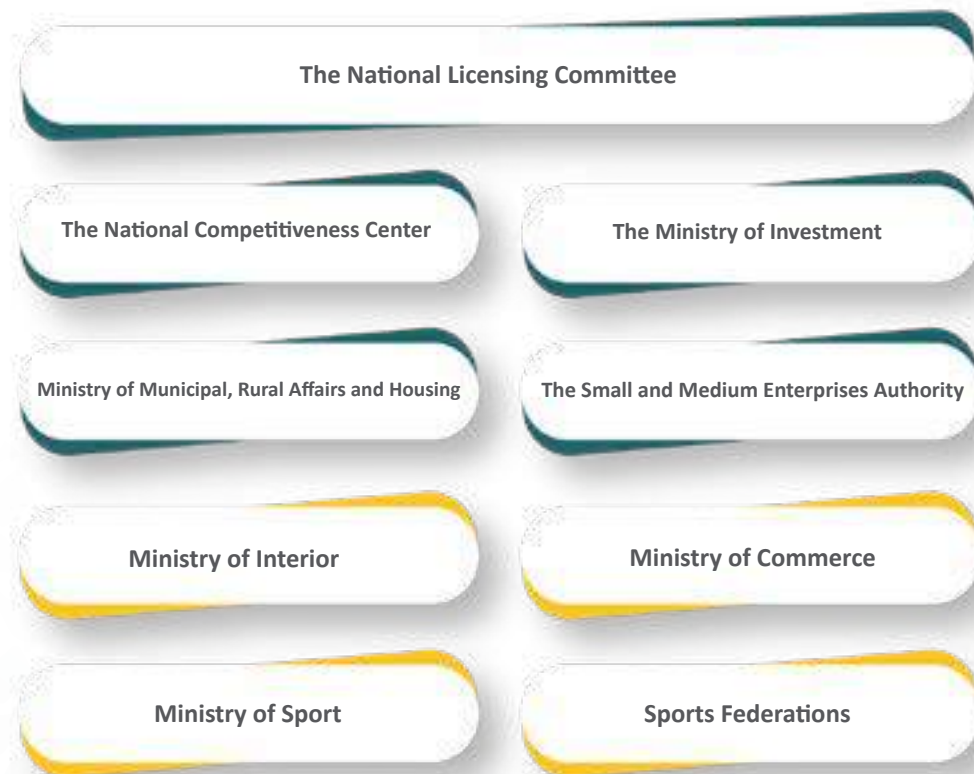 The National Licensing Committee
The National Competitiveness Center
The Ministry of Investment
Ministry of Municipal, Rural Affairs and Housing
The Small and Medium Enterprises Authority
Ministry of Interior
Ministry of Commerce
Ministry of Sport
Sports Federations